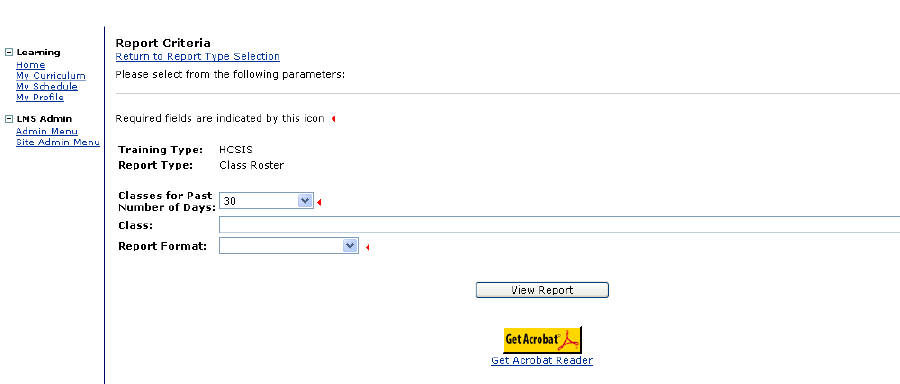 Learning
Home
My Curriculum
My Schedule
My Profile
LMS Admin
Admin Menu
Site Admin Menu
Report Criteria
Return to Report Type Selection
Please select from the following parameters:
Required fields are indicated by this icon
Training Type: HCSIS
Report Type: Class Roster
Classes for Past
Number of Days: 30
Class:
Report Format:
View Report
Get Acrobat
Get Acrobat Reader